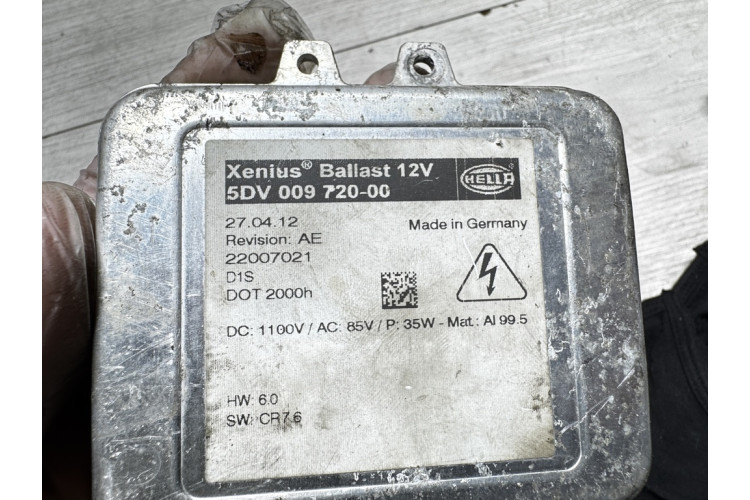 Xenius® Ballast 12V
5DV 009 720-00
HELLA
27.04.12
Made in Germany
Revision: AE
22007021
D1S
DOT 2000h
DC: 1100V / AC: 85V / P: 35W - Mat.: Al 99.5
HW: 6.0
SW: CR7.6